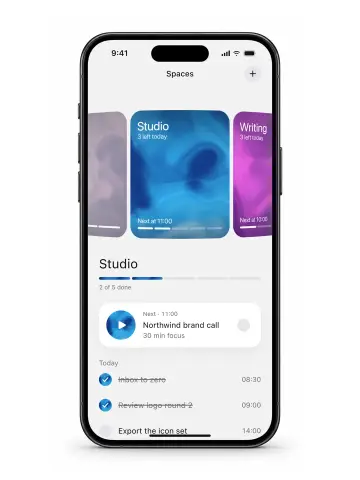 9:41
Spaces
Studio
3 left today
Next at 11:00
Writing
6 left today
Next at 10:00
Studio
2 of 5 done
Next · 11:00
Northwind brand call
30 min focus
Today
Inbox to zero 08:30
Review logo round 2 09:00
Export the icon set 14:00